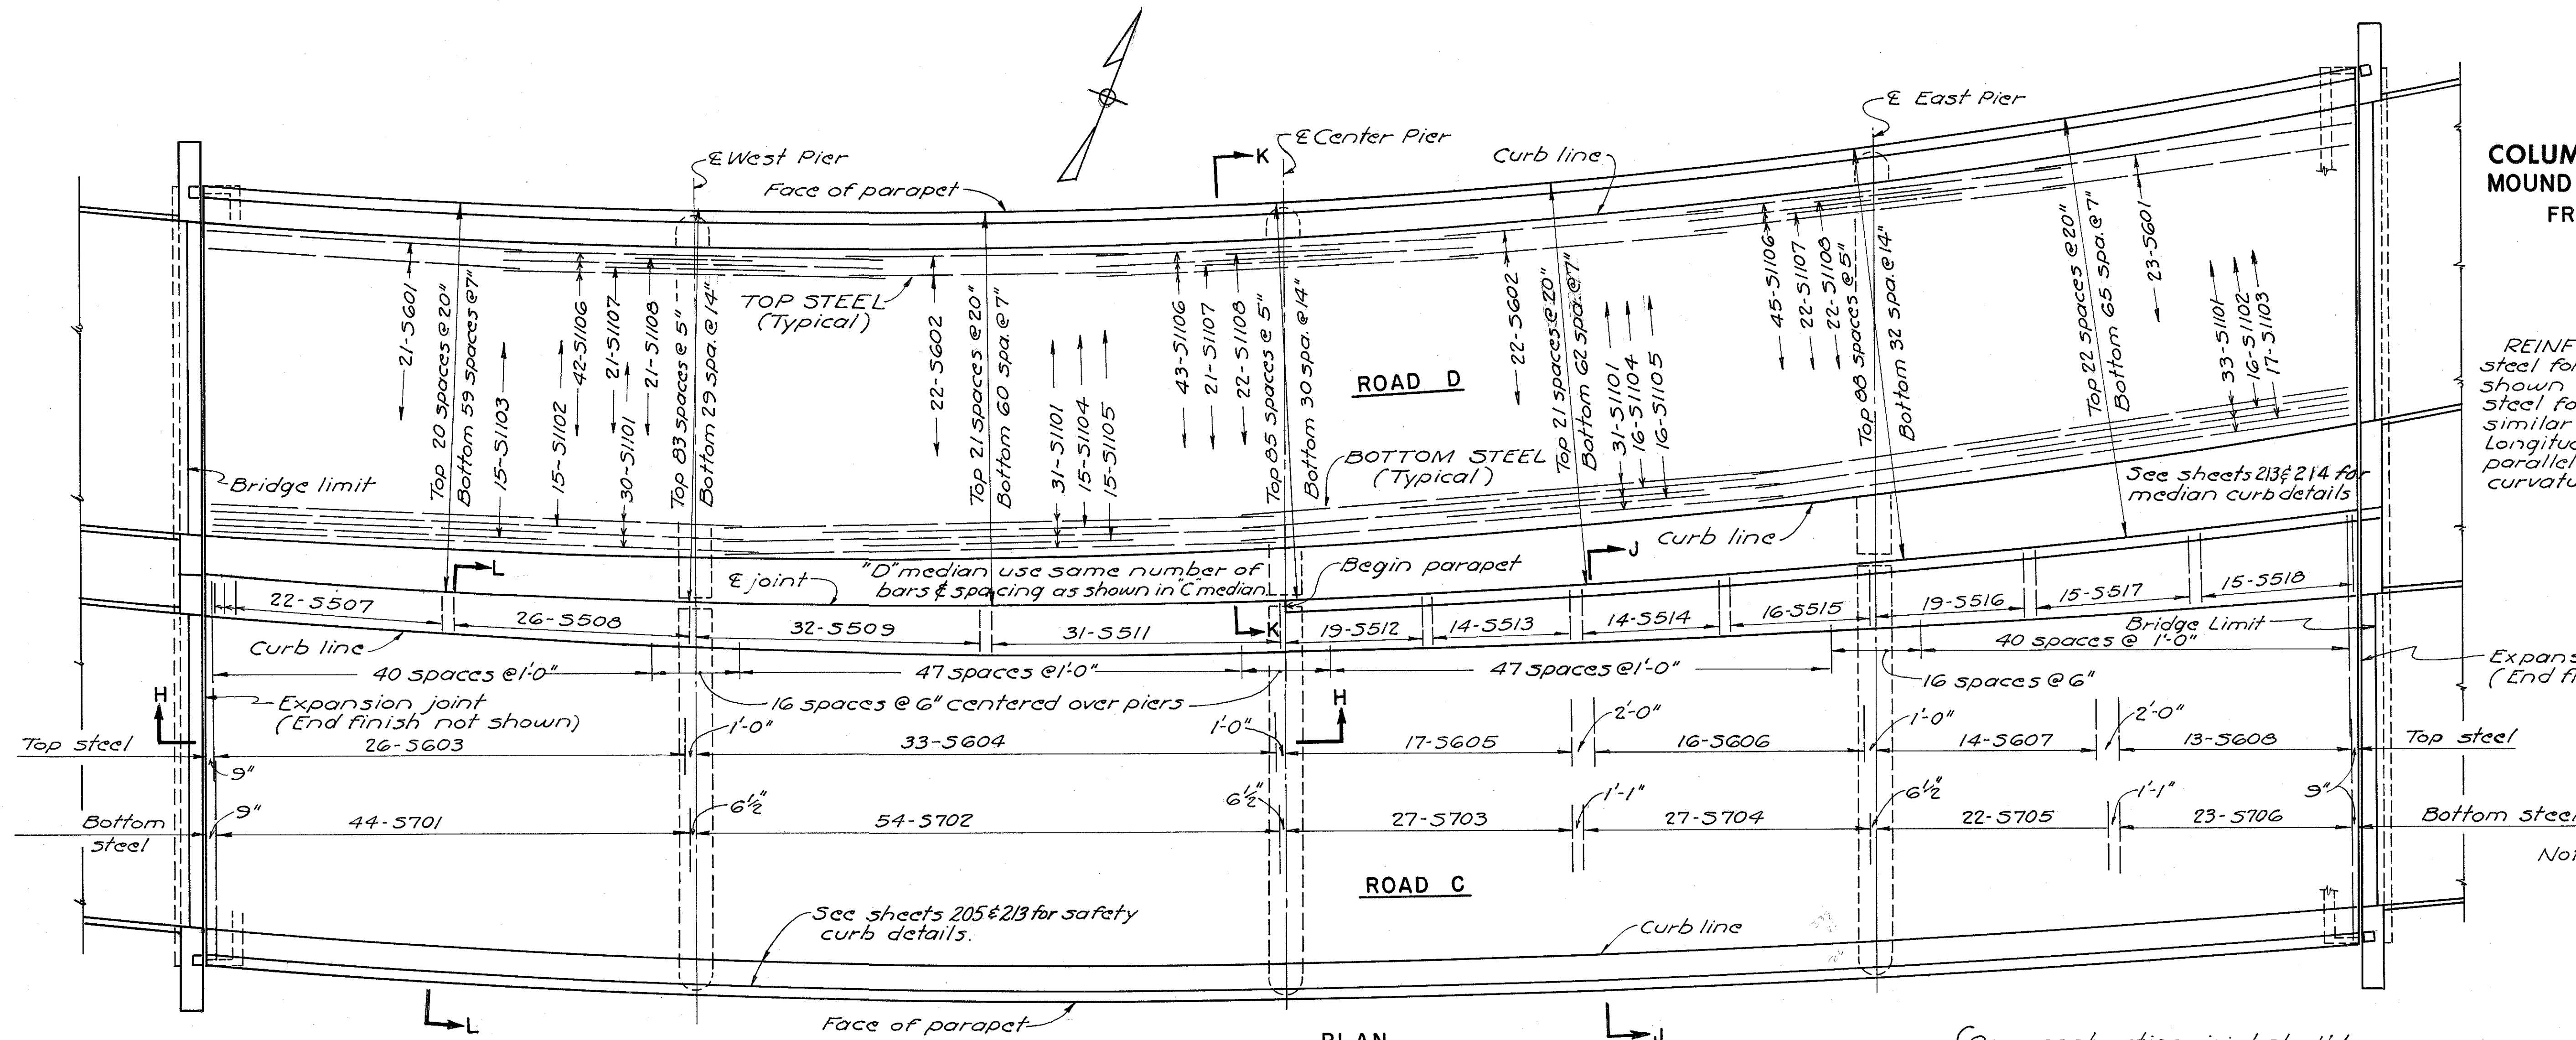 ℄ West Pier
Face of parapet
K
℄ Center Pier
Curb line
℄ East Pier
COLUM
MOUND
FR
TOP STEEL
(Typical)
21-S601
Top 20 spaces @ 20"
Bottom 59 spaces @ 7"
15-S1103
15-S1102
42-S1106
21-S1107
30-S1101
21-S1108
Top 83 spaces @ 5"
Bottom 29 spa. @ 14"
22-S602
Top 21 spaces @ 20"
Bottom 60 spa. @ 7"
31-S1101
15-S1104
15-S1105
43-S1106
21-S1107
22-S1108
Top 85 spaces @ 5"
Bottom 30 spa. @ 14"
ROAD D
22-S602
Top 21 spaces @ 20"
Bottom 62 spa. @ 7"
31-S1101
16-S1104
16-S1105
45-S1106
22-S1107
22-S1108
Top 88 spaces @ 5"
Bottom 32 spa. @ 14"
Top 22 spaces @ 20"
Bottom 65 spa. @ 7"
23-S601
33-S1101
16-S1102
17-S1103
REINF
steel for
shown
steel fo
similar
Longitud
parallel
curvatu
Bridge limit
BOTTOM STEEL
(Typical)
See sheets 213 & 214 for
median curb details
L
℄ joint
"D" median use same number of
bars & spacing as shown in "C" median
Begin parapet
J
Curb line
22-S507
26-S508
32-S509
31-S511
K
19-S512
14-S513
14-S514
16-S515
19-S516
15-S517
15-S518
Curb line
Bridge Limit
40 spaces @ 1'-0"
47 spaces @ 1'-0"
47 spaces @ 1'-0"
40 spaces @ 1'-0"
Expans
(End fi
H
Expansion joint
(End finish not shown)
16 spaces @ 6" centered over piers
H
16 spaces @ 6"
Top steel
26-S603
1'-0"
33-S604
1'-0"
17-S605
2'-0"
16-S606
1'-0"
14-S607
2'-0"
13-S608
Top steel
9"
9"
Bottom
steel
44-S701
6½"
54-S702
6½"
27-S703
1'-1"
27-S704
6½"
22-S705
1'-1"
23-S706
9"
Bottom steel
Not
ROAD C
See sheets 205 & 213 for safety
curb details.
Curb line
L
Face of parapet
PLAN
J